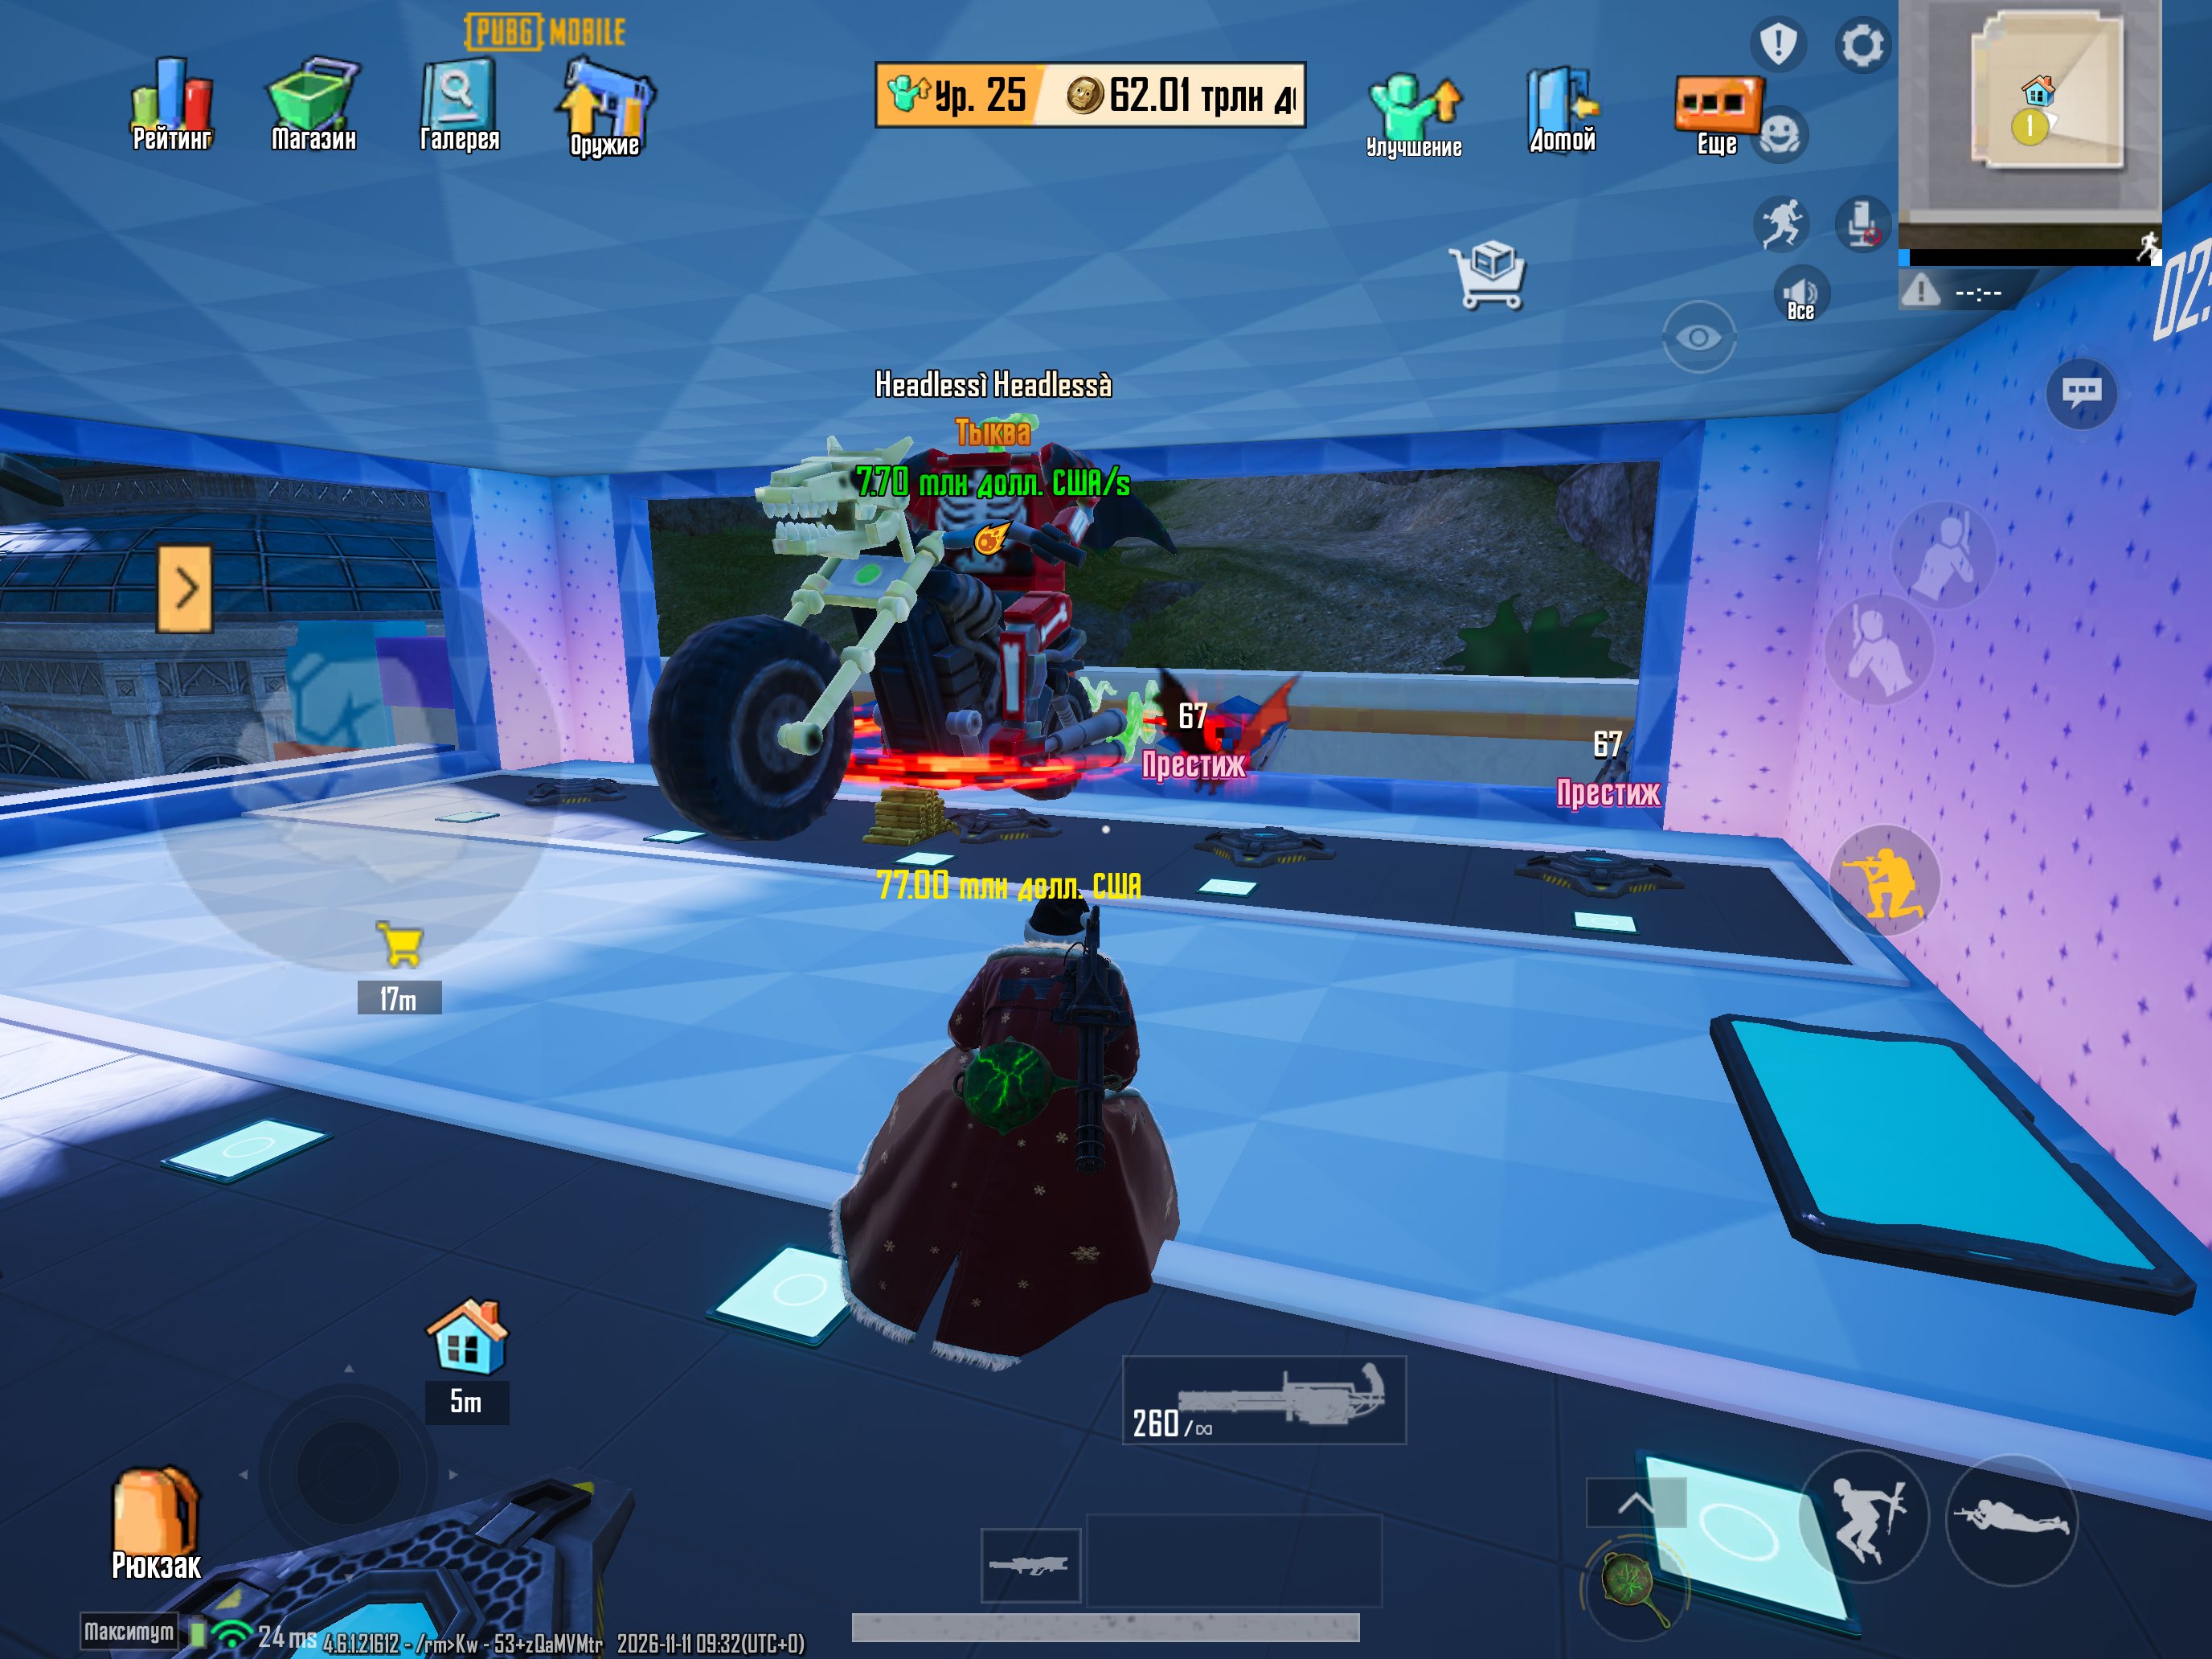 PUBG MOBILE
Рейтинг
Магазин
Галерея
Оружие
Ур. 25
62.01 трлн
Улучшение
Домой
Еще
1
Все
--:--
02:
Headlessì Headlessà
Тыква
7.70 млн долл. США/s
67
Престиж
67
Престиж
77.00 млн долл. США
17m
5m
260/∞
Рюкзак
Максимум
24 ms
4.6.1.21612 - /rm>Kw - 53+zQaMVMtr 2026-11-11 09:32(UTC+0)